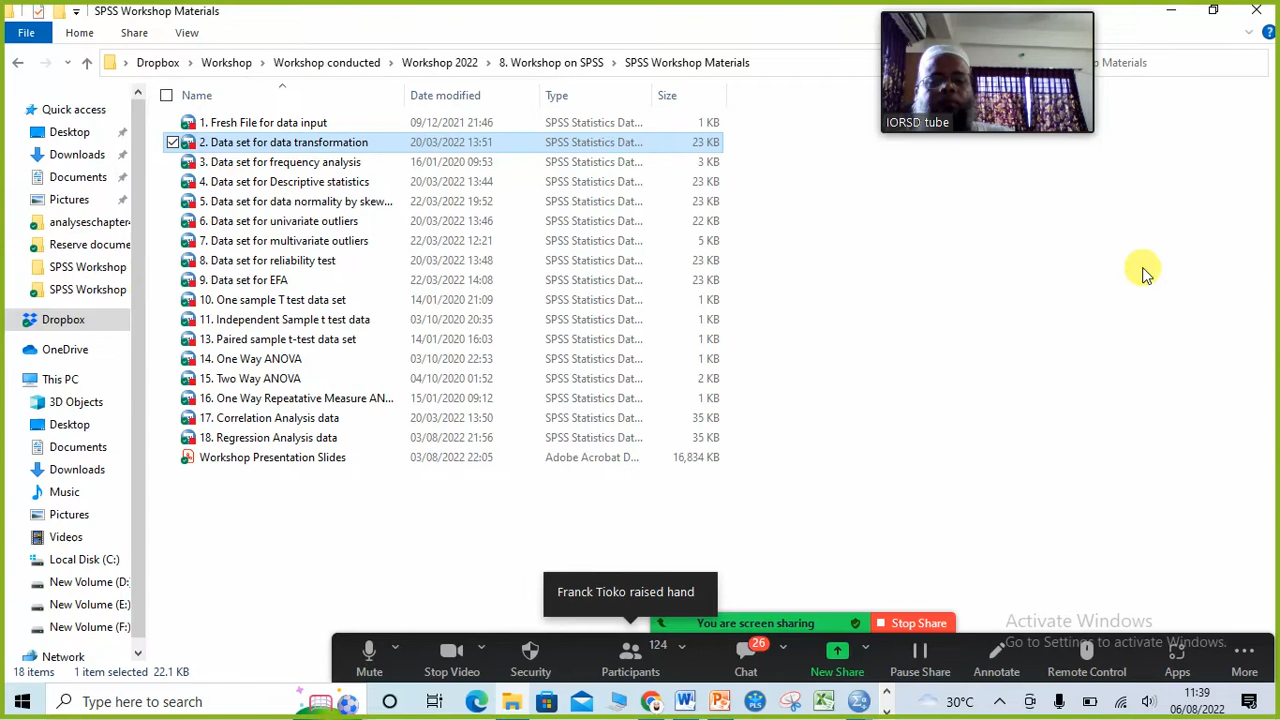 SPSS Workshop Materials
File
Home
Share
View
Dropbox
Workshop
Workshop conducted
Workshop 2022
8. Workshop on SPSS
SPSS Workshop Materials
Materials
IORSD tube
Name
Date modified
Type
Size
1. Fresh File for data input 09/12/2021 21:46 SPSS Statistics Dat... 1 KB
2. Data set for data transformation 20/03/2022 13:51 SPSS Statistics Dat... 23 KB
3. Data set for frequency analysis 16/01/2020 09:53 SPSS Statistics Dat... 3 KB
4. Data set for Descriptive statistics 20/03/2022 13:44 SPSS Statistics Dat... 23 KB
5. Data set for data normality by skew... 22/03/2022 19:52 SPSS Statistics Dat... 23 KB
6. Data set for univariate outliers 20/03/2022 13:46 SPSS Statistics Dat... 22 KB
7. Data set for multivariate outliers 22/03/2022 12:21 SPSS Statistics Dat... 5 KB
8. Data set for reliability test 20/03/2022 13:48 SPSS Statistics Dat... 23 KB
9. Data set for EFA 22/03/2022 14:08 SPSS Statistics Dat... 23 KB
10. One sample T test data set 14/01/2020 21:09 SPSS Statistics Dat... 1 KB
11. Independent Sample t test data 03/10/2020 20:35 SPSS Statistics Dat... 1 KB
13. Paired sample t-test data set 14/01/2020 16:03 SPSS Statistics Dat... 1 KB
14. One Way ANOVA 03/10/2020 22:53 SPSS Statistics Dat... 1 KB
15. Two Way ANOVA 04/10/2020 01:52 SPSS Statistics Dat... 2 KB
16. One Way Repeatative Measure AN... 15/01/2020 09:12 SPSS Statistics Dat... 1 KB
17. Correlation Analysis data 20/03/2022 13:50 SPSS Statistics Dat... 35 KB
18. Regression Analysis data 03/08/2022 21:56 SPSS Statistics Dat... 35 KB
Workshop Presentation Slides 03/08/2022 22:05 Adobe Acrobat D... 16,834 KB
Quick access
Desktop
Downloads
Documents
Pictures
analyseschapter
Reserve docume
SPSS Workshop
SPSS Workshop
Dropbox
OneDrive
This PC
3D Objects
Desktop
Documents
Downloads
Music
Pictures
Videos
Local Disk (C:)
New Volume (D:
New Volume (E:)
New Volume (F:)
Network
Franck Tioko raised hand
You are screen sharing
Stop Share
Activate Windows
Go to Settings to activate Windows.
18 items
1 item selected 22.1 KB
Mute
Stop Video
Security
124
Participants
26
Chat
New Share
Pause Share
Annotate
Remote Control
Apps
More
Type here to search
30°C
11:39
06/08/2022